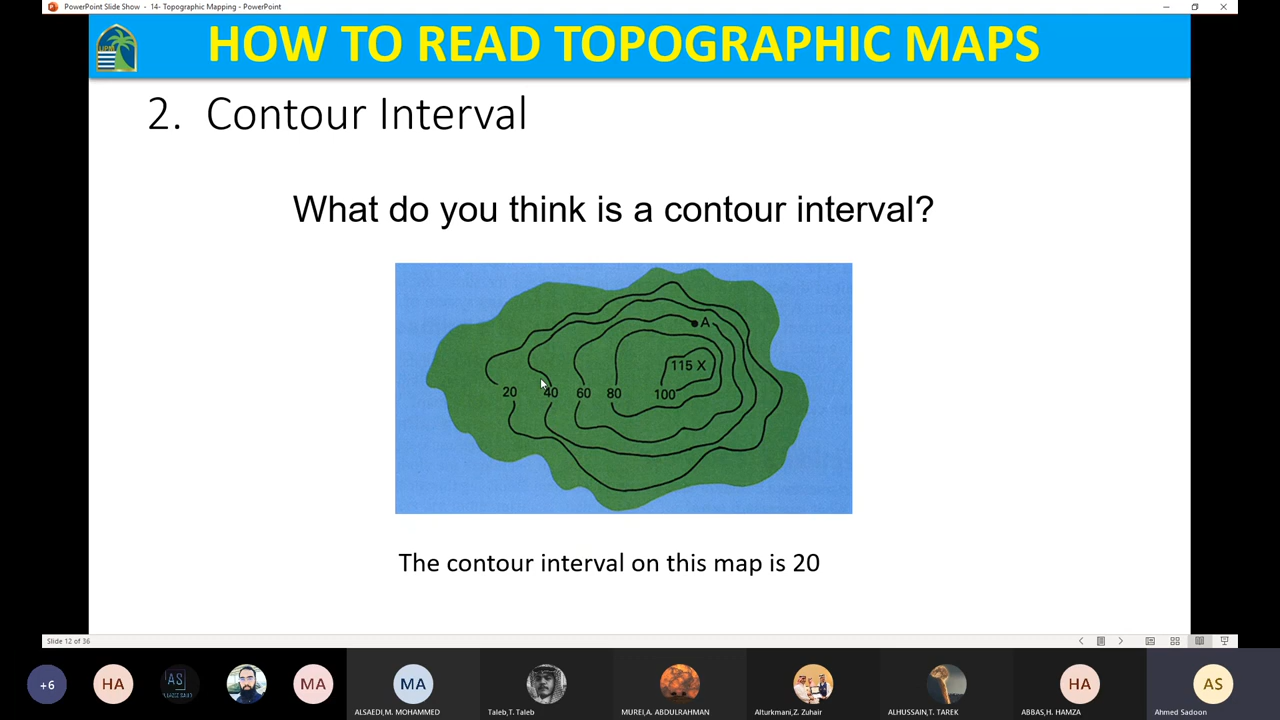 PowerPoint Slide Show - 14- Topographic Mapping - PowerPoint
HOW TO READ TOPOGRAPHIC MAPS
2. Contour Interval
What do you think is a contour interval?
A
115 X
20 40 60 80 100
The contour interval on this map is 20
Slide 12 of 36
+6 HA AS MA MA HA AS
ALSAEDI,M. MOHAMMED Taleb,T. Taleb MUREI,A. ABDULRAHMAN Alturkmani,Z. Zuhair ALHUSSAIN,T. TAREK ABBAS,H. HAMZA Ahmed Sadoon